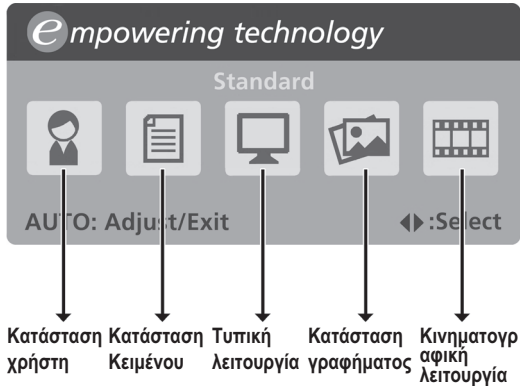 empowering technology
Standard
AUTO: Adjust/Exit ◀▶ :Select
Κατάσταση χρήστη
Κατάσταση Κειμένου
Τυπική λειτουργία
Κατάσταση γραφήματος
Κινηματογρ
αφική
λειτουργία